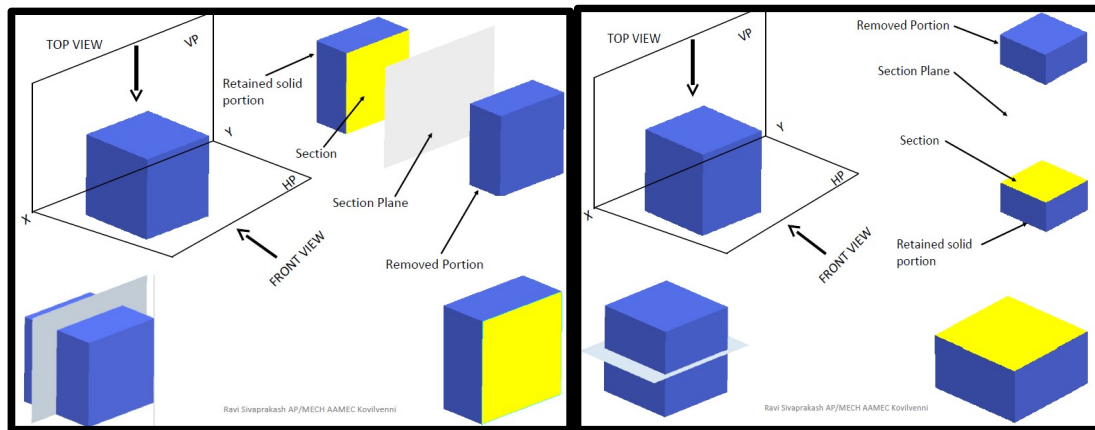 TOP VIEW
VP
Retained solid
portion
Y
Section
HP
Section Plane
X
FRONT VIEW
Removed Portion
Ravi Sivaprakash AP/MECH AAMEC Kovilvenni
Removed Portion
TOP VIEW
VP
Section Plane
Y
Section
HP
X
Retained solid
portion
FRONT VIEW
Ravi Sivaprakash AP/MECH AAMEC Kovilvenni